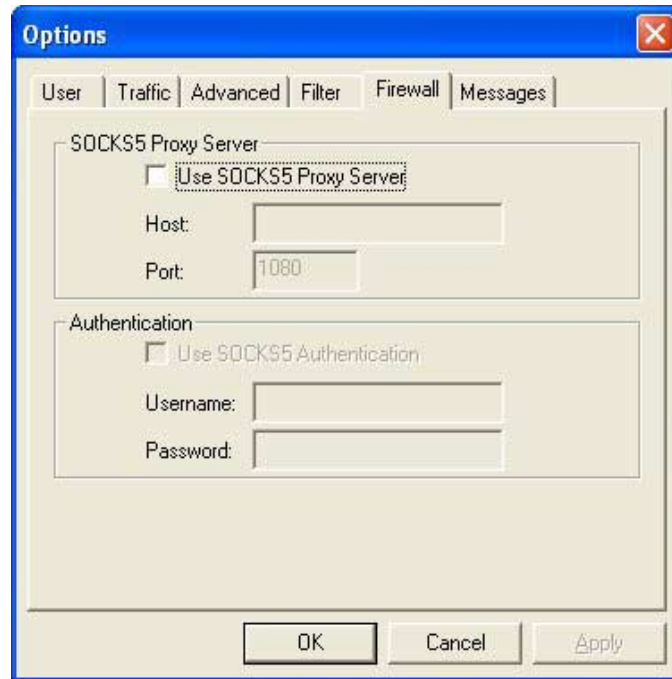 Options
User Traffic Advanced Filter Firewall Messages
SOCKS5 Proxy Server
Use SOCKS5 Proxy Server
Host:
Port: 1080
Authentication
Use SOCKS5 Authentication
Username:
Password:
OK Cancel Apply